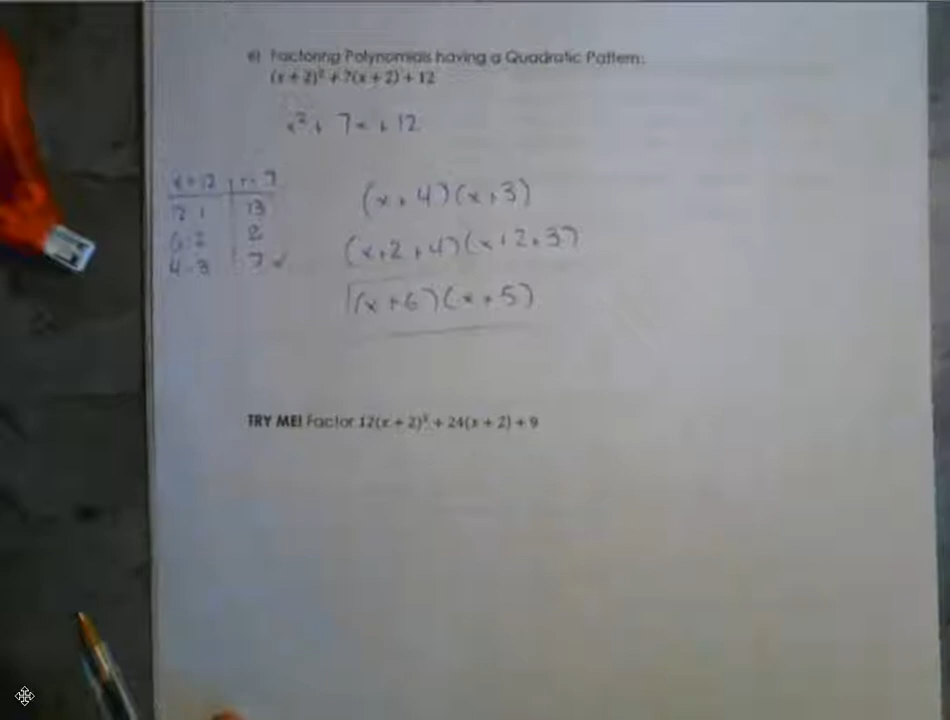 e) Factoring Polynomials having a Quadratic Pattern:
(x + 2)² + 7(x + 2) + 12
x² + 7x + 12
x = 12 | + = 7
12 · 1 | 13
6 · 2 | 8
4 · 3 | 7 ✓
(x + 4)(x + 3)
(x + 2 + 4)(x + 2 + 3)
(x + 6)(x + 5)
TRY ME! Factor 12(x + 2)² + 24(x + 2) + 9